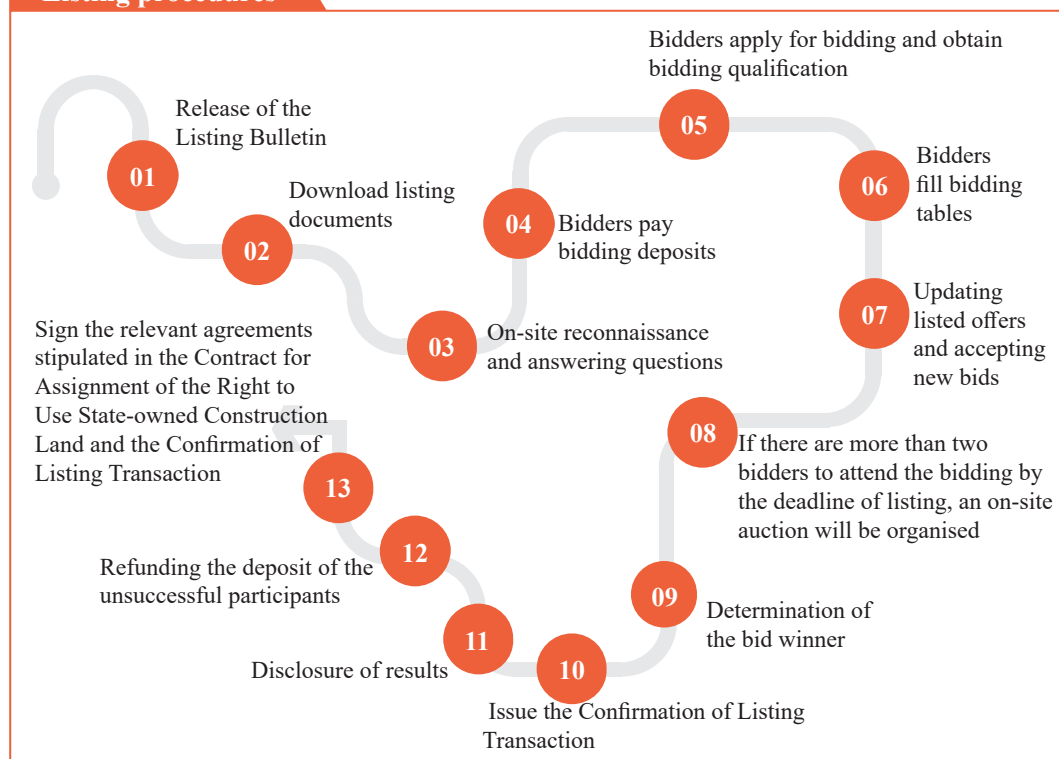 Listing procedures
01
Release of the
Listing Bulletin
02
Download listing
documents
03
On-site reconnaissance
and answering questions
04
Bidders pay
bidding deposits
05
Bidders apply for bidding and obtain
bidding qualification
06
Bidders
fill bidding
tables
07
Updating
listed offers
and accepting
new bids
08
If there are more than two
bidders to attend the bidding by
the deadline of listing, an on-site
auction will be organised
09
Determination of
the bid winner
10
Issue the Confirmation of Listing
Transaction
11
Disclosure of results
12
Refunding the deposit of the
unsuccessful participants
13
Sign the relevant agreements
stipulated in the Contract for
Assignment of the Right to
Use State-owned Construction
Land and the Confirmation of
Listing Transaction